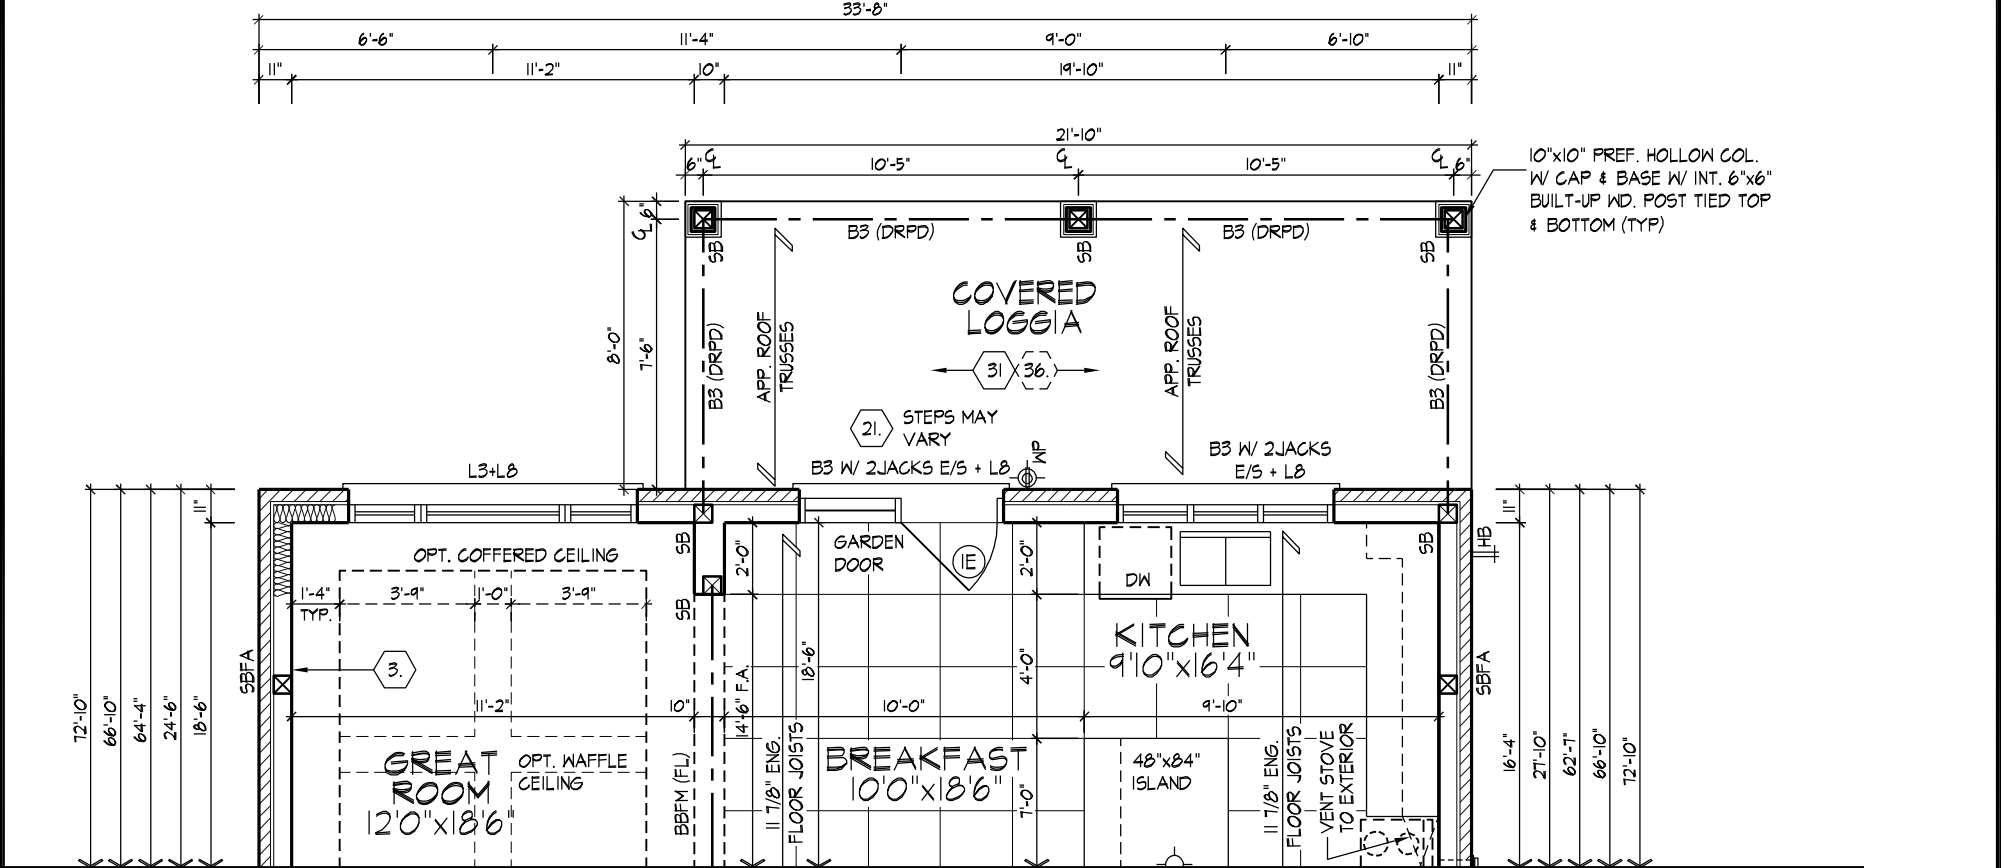 33'-8"
6'-6" 11'-4" 9'-0" 6'-10"
11" 11'-2" 10" 19'-10" 11"
21'-10"
6" ℄ 10'-5" ℄ 10'-5" ℄ 6"
10"x10" PREF. HOLLOW COL.
W/ CAP & BASE W/ INT. 6"x6"
BUILT-UP WD. POST TIED TOP
& BOTTOM (TYP)
℄ 6"
8'-0"
7'-6"
B3 (DRPD)
B3 (DRPD)
SB
SB
SB
COVERED
LOGGIA
B3 (DRPD)
APP. ROOF
TRUSSES
APP. ROOF
TRUSSES
B3 (DRPD)
31 36.
21. STEPS MAY
VARY
B3 W/ 2JACKS E/S + L8
WP
B3 W/ 2JACKS
E/S + L8
L3+L8
11"
11"
HB
OPT. COFFERED CEILING
SB
2'-0"
GARDEN
DOOR
1E
2'-0"
DW
SB
1'-4" 3'-9" 1'-0" 3'-9"
TYP.
SB
KITCHEN
9'10"x16'4"
SBFA
3.
14'-6" F.A.
18'-6"
4'-0"
SBFA
11'-2" 10" 10'-0" 9'-10"
72'-10"
66'-10"
64'-4"
24'-6"
18'-6"
GREAT
ROOM
12'0"x18'6"
OPT. WAFFLE
CEILING
BBFM (FL)
11 7/8" ENG.
FLOOR JOISTS
BREAKFAST
10'0"x18'6"
7'-0"
48"x84"
ISLAND
11 7/8" ENG.
FLOOR JOISTS
VENT STOVE
TO EXTERIOR
16'-4"
27'-10"
62'-7"
66'-10"
72'-10"